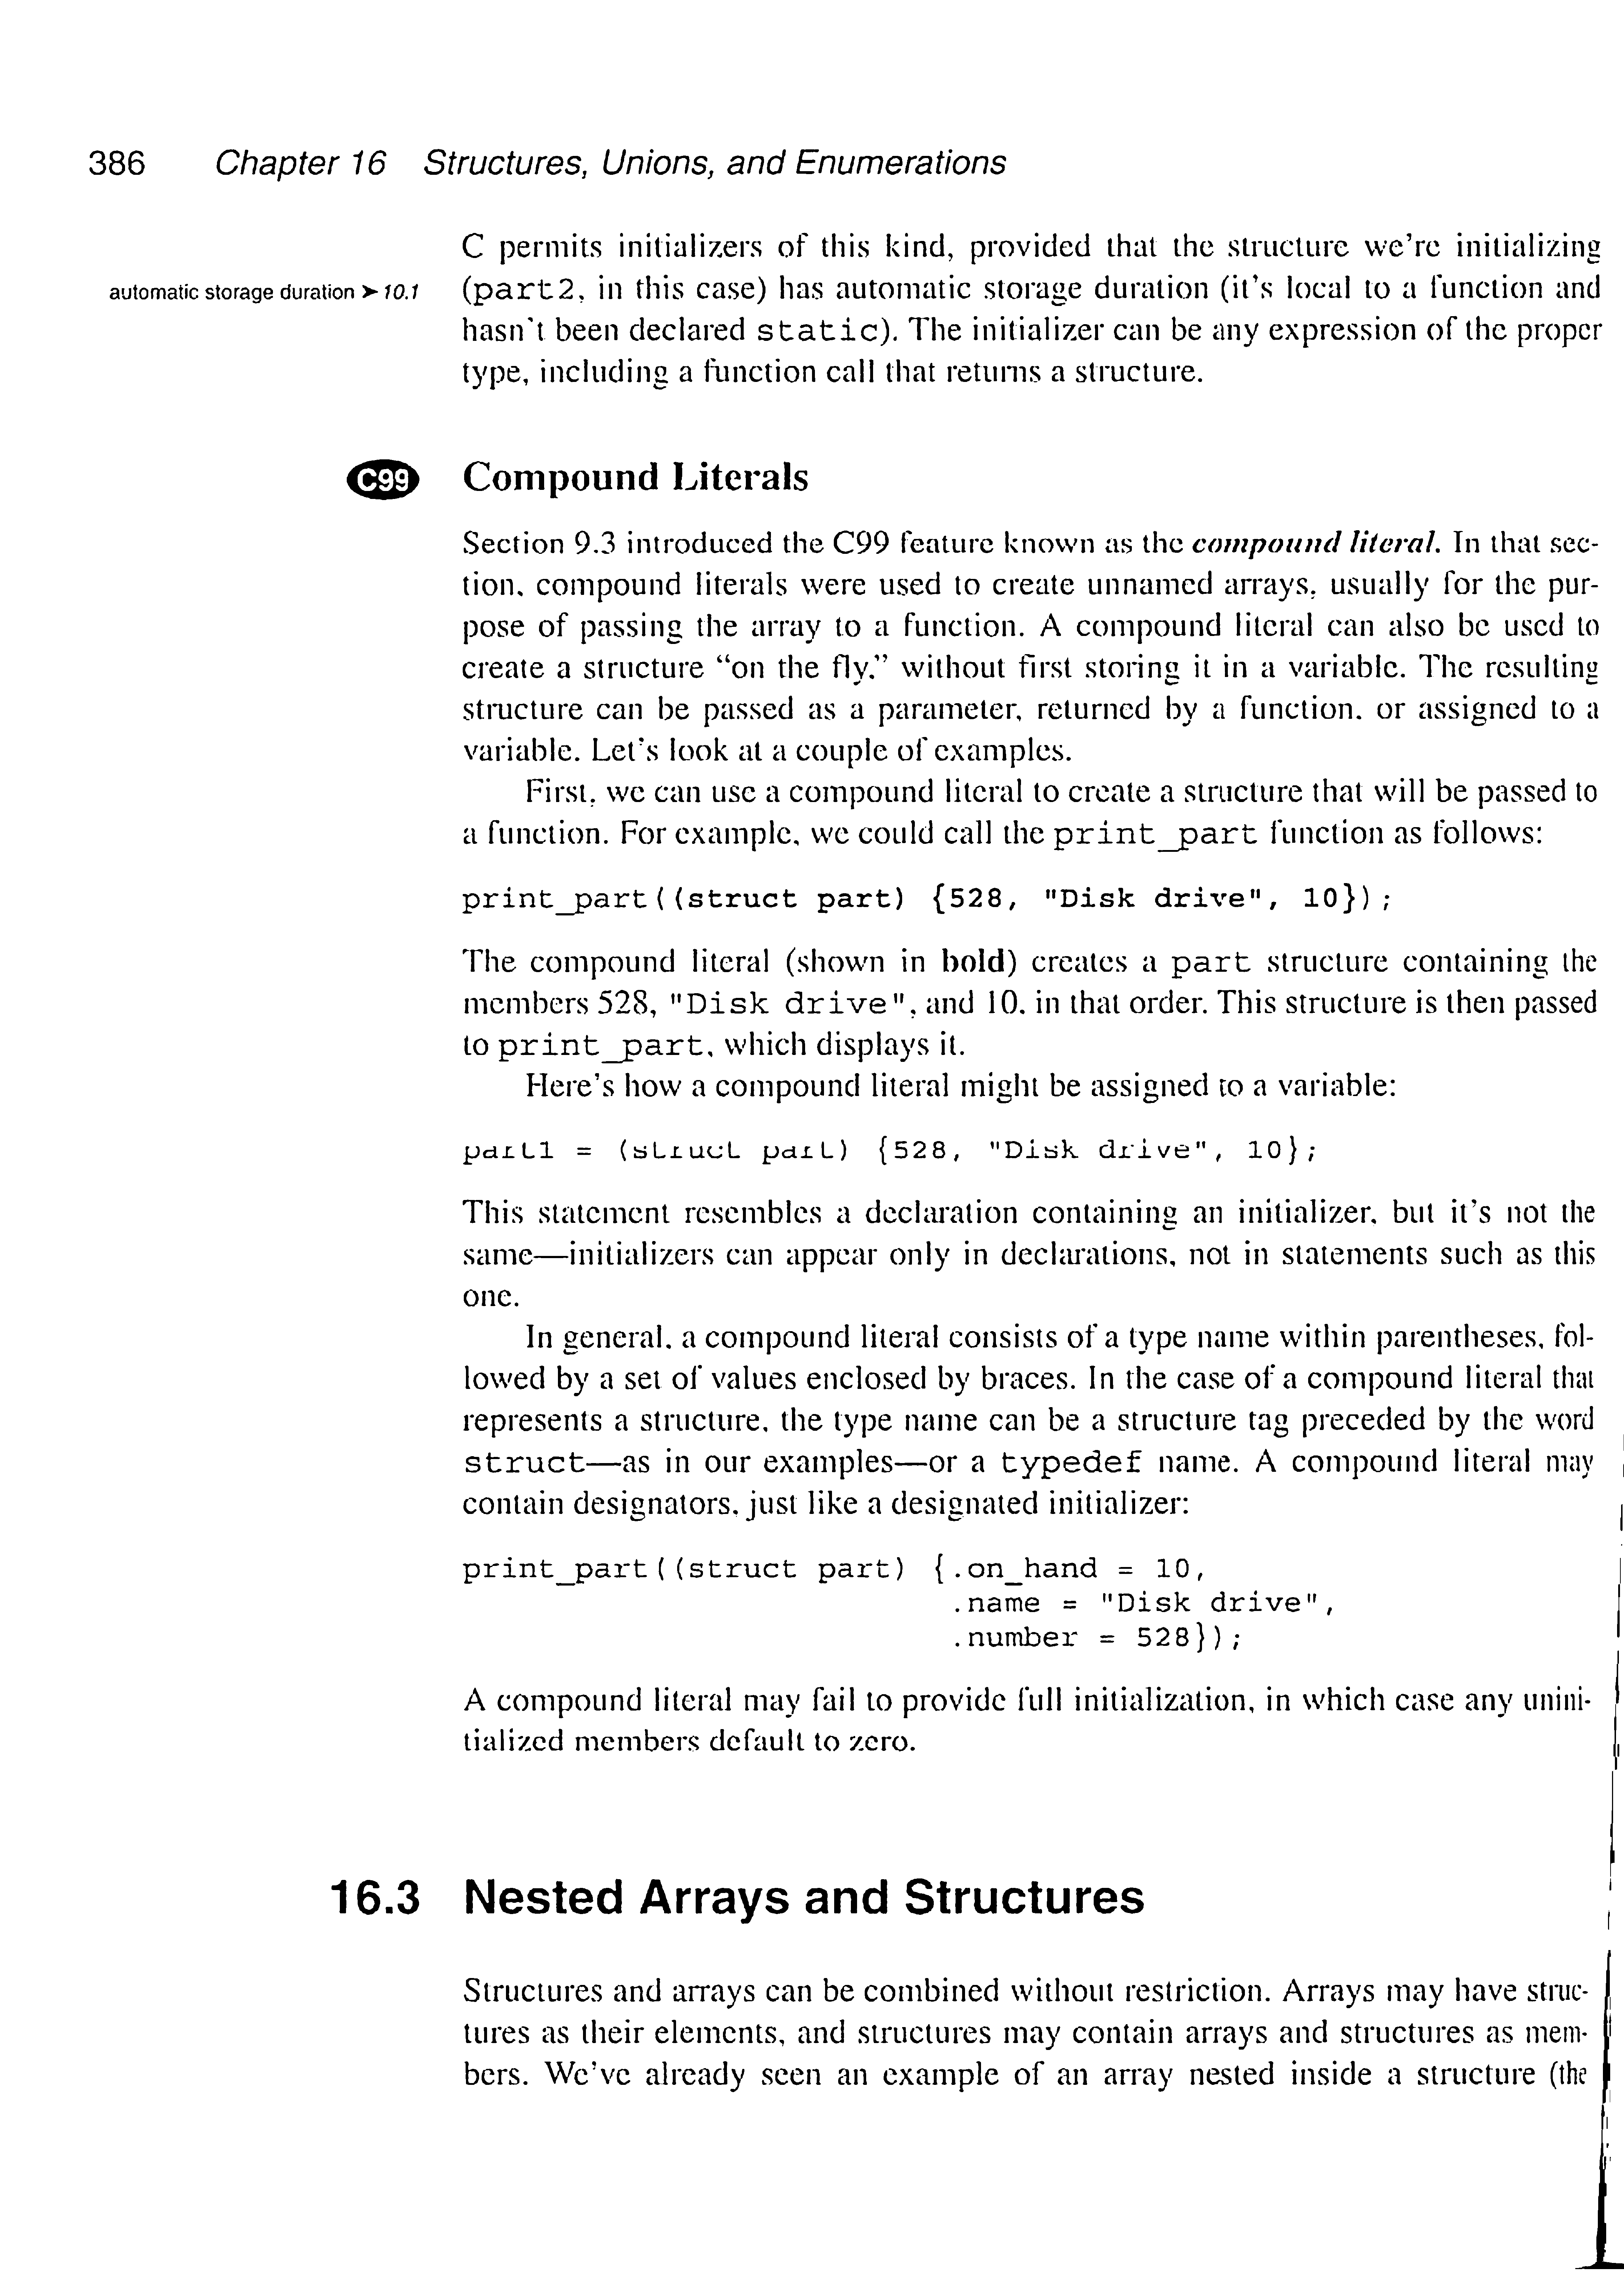 386 Chapter 16 Structures, Unions, and Enumerations
C permits initializers of this kind, provided that the structure we're initializing
automatic storage duration ➤ 10.1
(part2, in this case) has automatic storage duration (it's local to a function and
hasn't been declared static). The initializer can be any expression of the proper
type, including a function call that returns a structure.
C99 Compound Literals
Section 9.3 introduced the C99 feature known as the compound literal. In that sec-
tion, compound literals were used to create unnamed arrays, usually for the pur-
pose of passing the array to a function. A compound literal can also be used to
create a structure “on the fly,” without first storing it in a variable. The resulting
structure can be passed as a parameter, returned by a function, or assigned to a
variable. Let's look at a couple of examples.
First, we can use a compound literal to create a structure that will be passed to
a function. For example, we could call the print_part function as follows:
print_part((struct part) {528, "Disk drive", 10});
The compound literal (shown in bold) creates a part structure containing the
members 528, "Disk drive", and 10, in that order. This structure is then passed
to print_part, which displays it.
Here's how a compound literal might be assigned to a variable:
part1 = (struct part) {528, "Disk drive", 10};
This statement resembles a declaration containing an initializer, but it's not the
same—initializers can appear only in declarations, not in statements such as this
one.
In general, a compound literal consists of a type name within parentheses, fol-
lowed by a set of values enclosed by braces. In the case of a compound literal that
represents a structure, the type name can be a structure tag preceded by the word
struct—as in our examples—or a typedef name. A compound literal may
contain designators, just like a designated initializer:
print_part((struct part) {.on_hand = 10,
.name = "Disk drive",
.number = 528});
A compound literal may fail to provide full initialization, in which case any unini-
tialized members default to zero.
16.3 Nested Arrays and Structures
Structures and arrays can be combined without restriction. Arrays may have struc-
tures as their elements, and structures may contain arrays and structures as mem-
bers. We've already seen an example of an array nested inside a structure (the